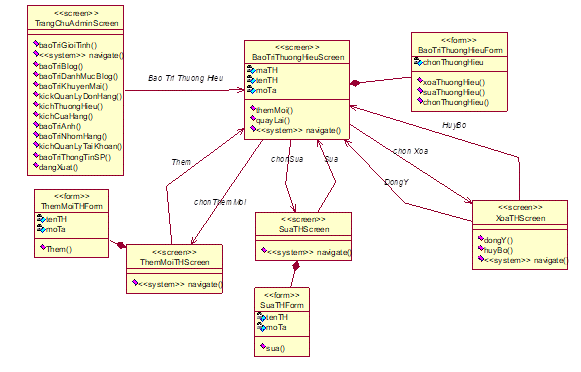 <<screen>>
TrangChuAdminScreen
baoTriGioiTinh()
<<system>> navigate()
baoTriBlog()
baoTriDanhMucBlog()
baoTriKhuyenMai()
kichQuanLyDonHang()
kichThuongHieu()
kichCuaHang()
baoTriAnh()
baoTriNhomHang()
kichQuanLyTaiKhoan()
baoTriThongTinSP()
dangXuat()
Bao Tri Thuong Hieu
<<screen>>
BaoTriThuongHieuScreen
maTH
tenTH
moTa
themMoi()
quayLai()
<<system>> navigate()
<<form>>
BaoTriThuongHieuForm
chonThuongHieu
xoaThuongHieu()
suaThuongHieu()
chonThuongHieu()
HuyBo
chon Xoa
DongY
Them
chonThem Moi
chonSua
Sua
<<form>>
ThemMoiTHForm
tenTH
moTa
Them()
<<screen>>
ThemMoiTHScreen
<<system>> navigate()
<<screen>>
SuaTHScreen
<<system>> navigate()
<<form>>
SuaTHForm
tenTH
moTa
sua()
<<screen>>
XoaTHScreen
dongY()
huyBo()
<<system>> navigate()